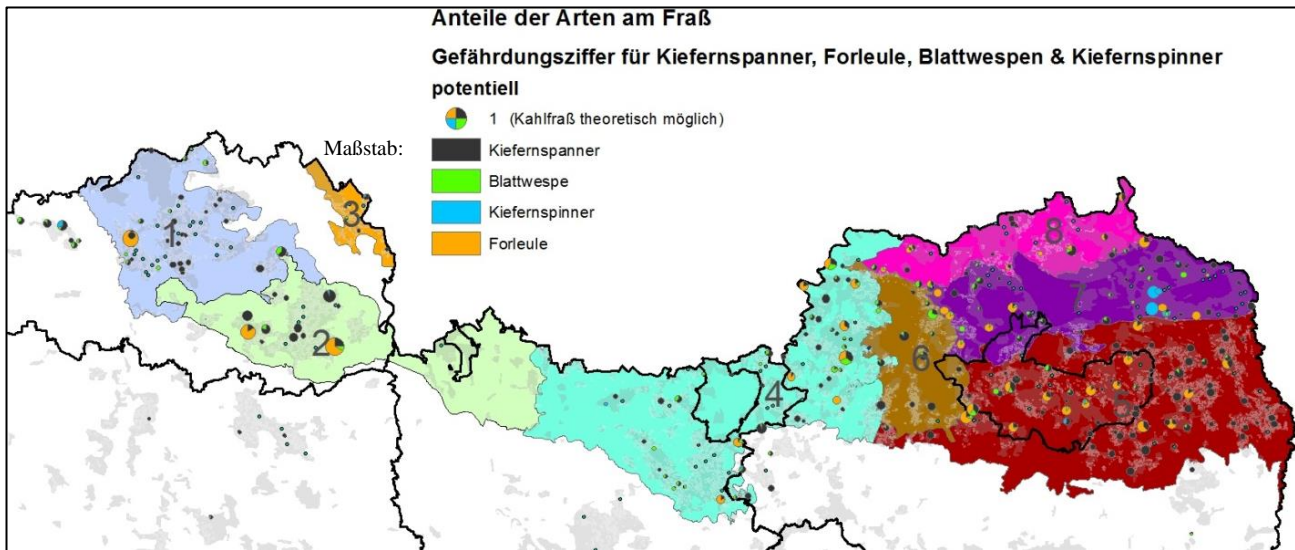 Anteile der Arten am Fraß
Gefährdungsziffer für Kiefernspanner, Forleule, Blattwespen & Kiefernspinner
potentiell
1 (Kahlfraß theoretisch möglich)
Maßstab:
Kiefernspanner
Blattwespe
Kiefernspinner
Forleule
1
2
3
4
5
6
7
8